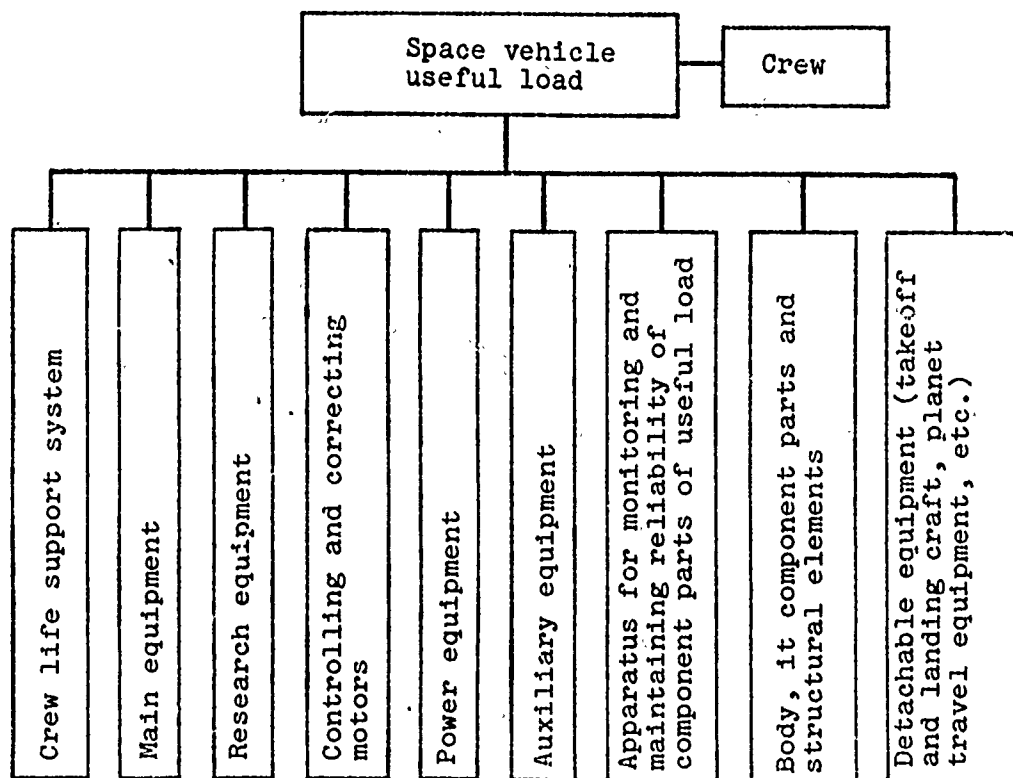 Space vehicle
useful load
Crew
Crew life support system
Main equipment
Research equipment
Controlling and correcting
motors
Power equipment
Auxiliary equipment
Apparatus for monitoring and
maintaining reliability of
component parts of useful load
Body, it component parts and
structural elements
Detachable equipment (takeoff
and landing craft, planet
travel equipment, etc.)